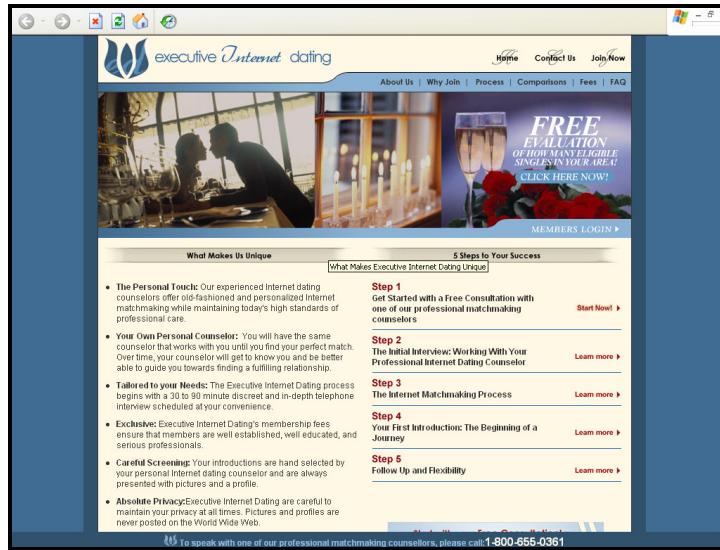 executive Internet dating
Home Contact Us Join Now
About Us | Why Join | Process | Comparisons | Fees | FAQ
FREE
EVALUATION
OF HOW MANY ELIGIBLE
SINGLES IN YOUR AREA!
CLICK HERE NOW!
MEMBERS LOGIN
What Makes Us Unique
5 Steps to Your Success
What Makes Executive Internet Dating Unique
The Personal Touch: Our experienced Internet dating
counselors offer old-fashioned and personalized Internet
matchmaking while maintaining today's high standards of
professional care.
Your Own Personal Counselor: You will have the same
counselor that works with you until you find your perfect match.
Over time, your counselor will get to know you and be better
able to guide you towards finding a fulfilling relationship.
Tailored to your Needs: The Executive Internet Dating process
begins with a 30 to 90 minute discreet and in-depth telephone
interview scheduled at your convenience.
Exclusive: Executive Internet Dating's membership fees
ensure that members are well established, well educated, and
serious professionals.
Careful Screening: Your introductions are hand selected by
your personal Internet dating counselor and are always
presented with pictures and a profile.
Absolute Privacy:Executive Internet Dating are careful to
maintain your privacy at all times. Pictures and profiles are
never posted on the World Wide Web.
Step 1
Get Started with a Free Consultation with
one of our professional matchmaking
counselors
Start Now!
Step 2
The Initial Interview: Working With Your
Professional Internet Dating Counselor
Learn more
Step 3
The Internet Matchmaking Process
Learn more
Step 4
Your First Introduction: The Beginning of a
Journey
Learn more
Step 5
Follow Up and Flexibility
Learn more
To speak with one of our professional matchmaking counsellors, please call:1-800-655-0361